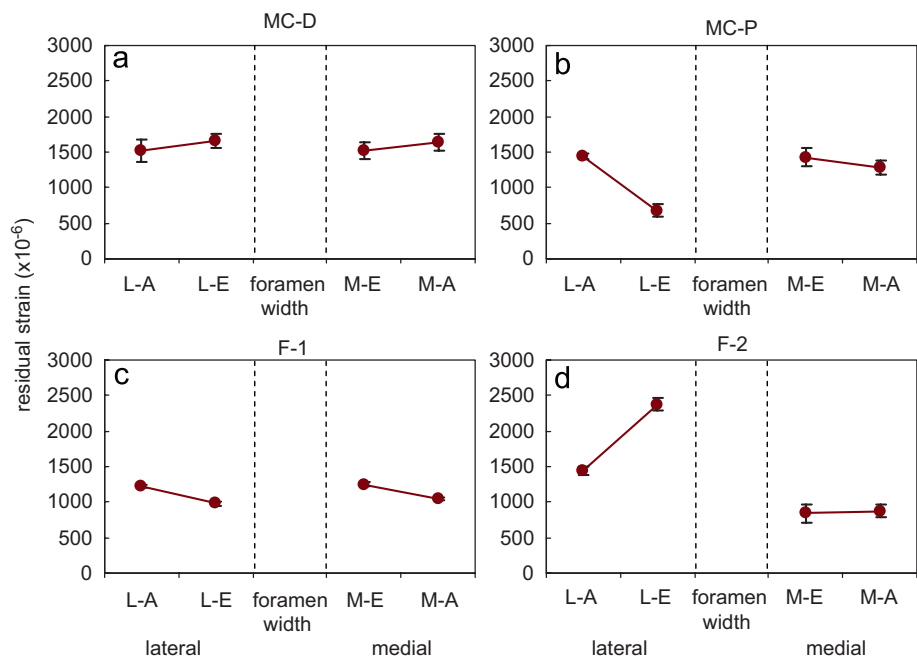 MC-D
MC-P
3000
a
2500
2000
1500
1000
500
0
L-A L-E foramen width M-E M-A
3000
b
2500
2000
1500
1000
500
0
L-A L-E foramen width M-E M-A
residual strain (x10-6)
F-1
F-2
3000
c
2500
2000
1500
1000
500
0
L-A L-E foramen width M-E M-A
lateral medial
3000
d
2500
2000
1500
1000
500
0
L-A L-E foramen width M-E M-A
lateral medial